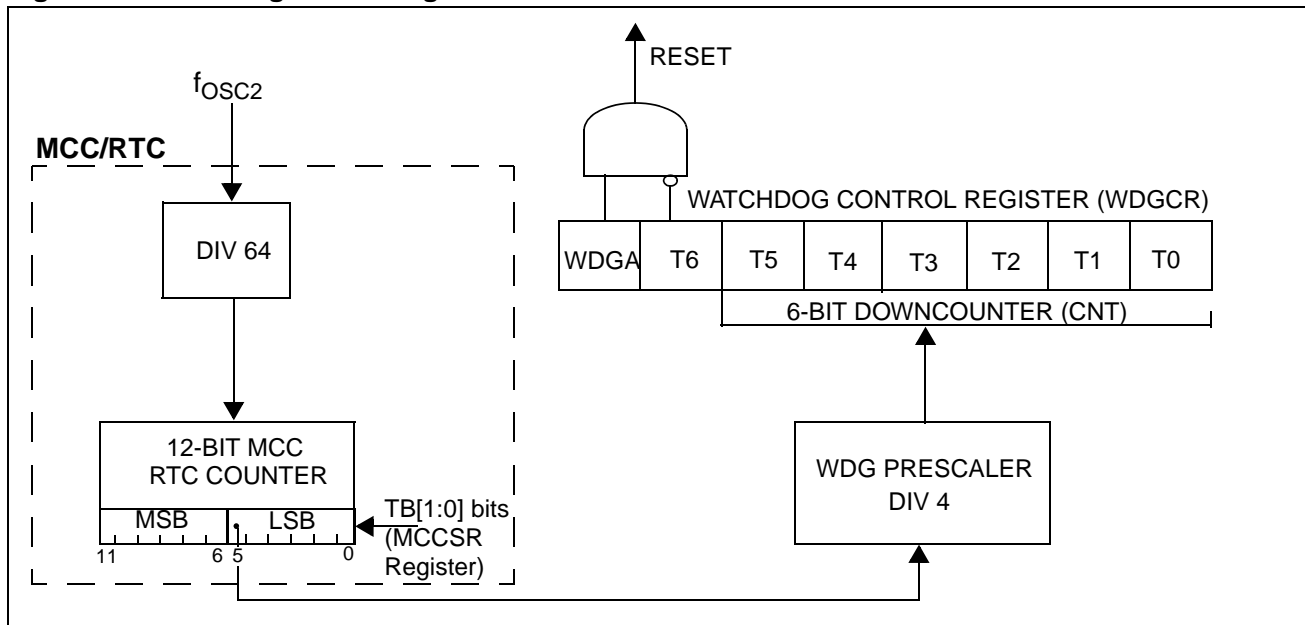 RESET
fOSC2
MCC/RTC
DIV 64
WATCHDOG CONTROL REGISTER (WDGCR)
WDGA T6 T5 T4 T3 T2 T1 T0
6-BIT DOWNCOUNTER (CNT)
12-BIT MCC
RTC COUNTER
MSB LSB
11 6 5 0
TB[1:0] bits
(MCCSR
Register)
WDG PRESCALER
DIV 4